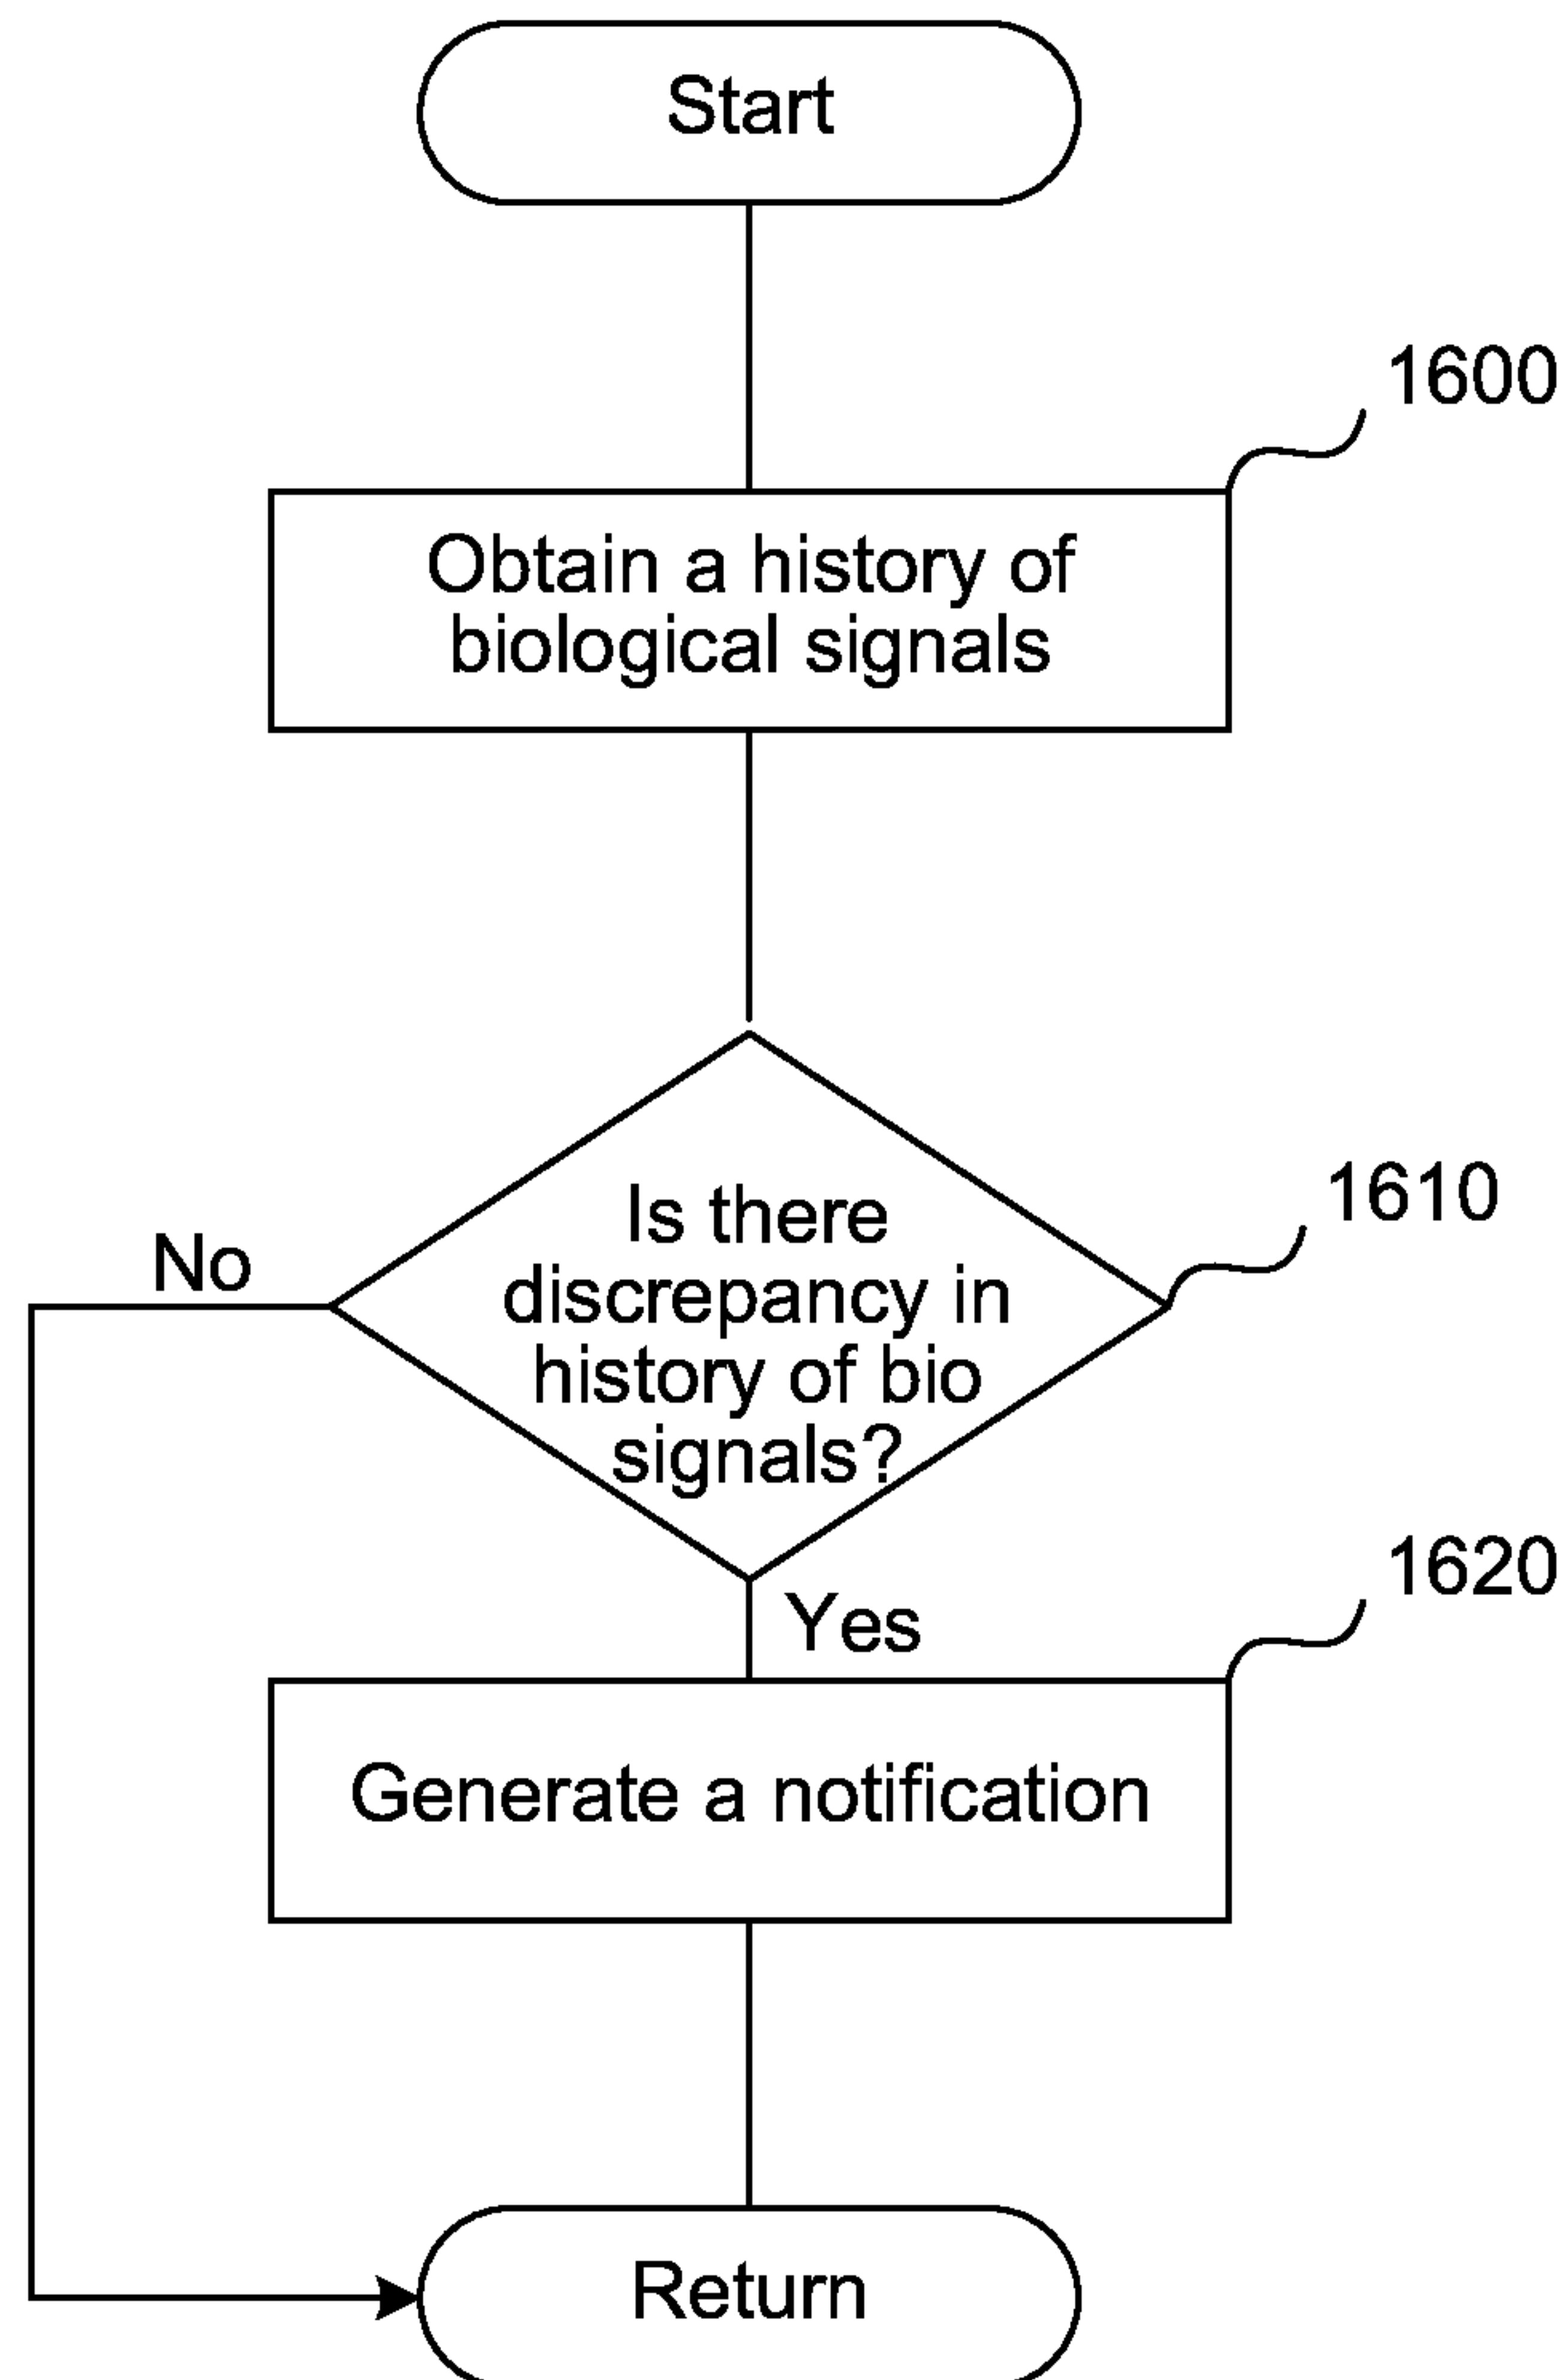 Start
1600
Obtain a history of
biological signals
1610
Is there
discrepancy in
history of bio
signals?
No
Yes
1620
Generate a notification
Return